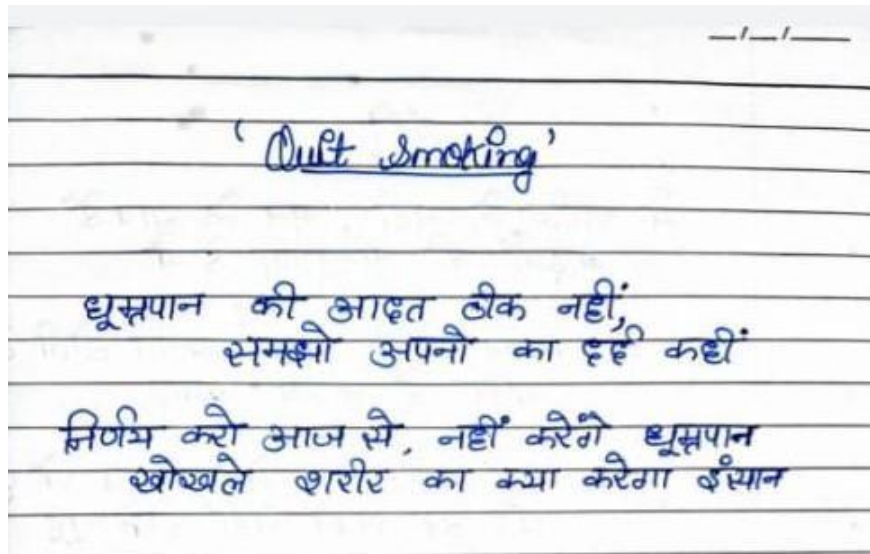 'Quit Smoking'
धूम्रपान की आदत ठीक नहीं,
समझो अपनो का दर्द कहीं
निर्णय करो आज से, नहीं करेंगे धूम्रपान
खोखले शरीर का क्या करेगा इंसान